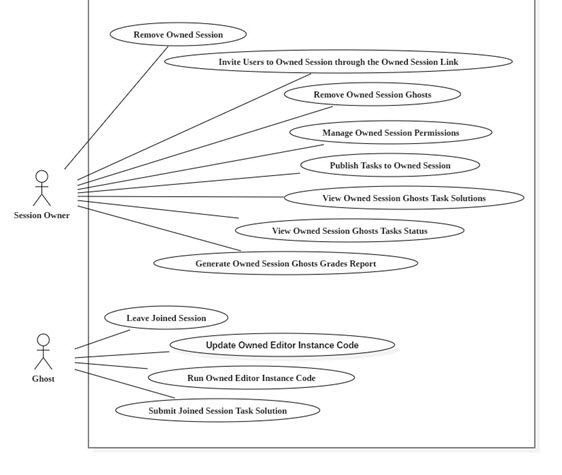 Remove Owned Session
Invite Users to Owned Session through the Owned Session Link
Remove Owned Session Ghosts
Manage Owned Session Permissions
Publish Tasks to Owned Session
View Owned Session Ghosts Task Solutions
Session Owner
View Owned Session Ghosts Tasks Status
Generate Owned Session Ghosts Grades Report
Leave Joined Session
Update Owned Editor Instance Code
Ghost
Run Owned Editor Instance Code
Submit Joined Session Task Solution